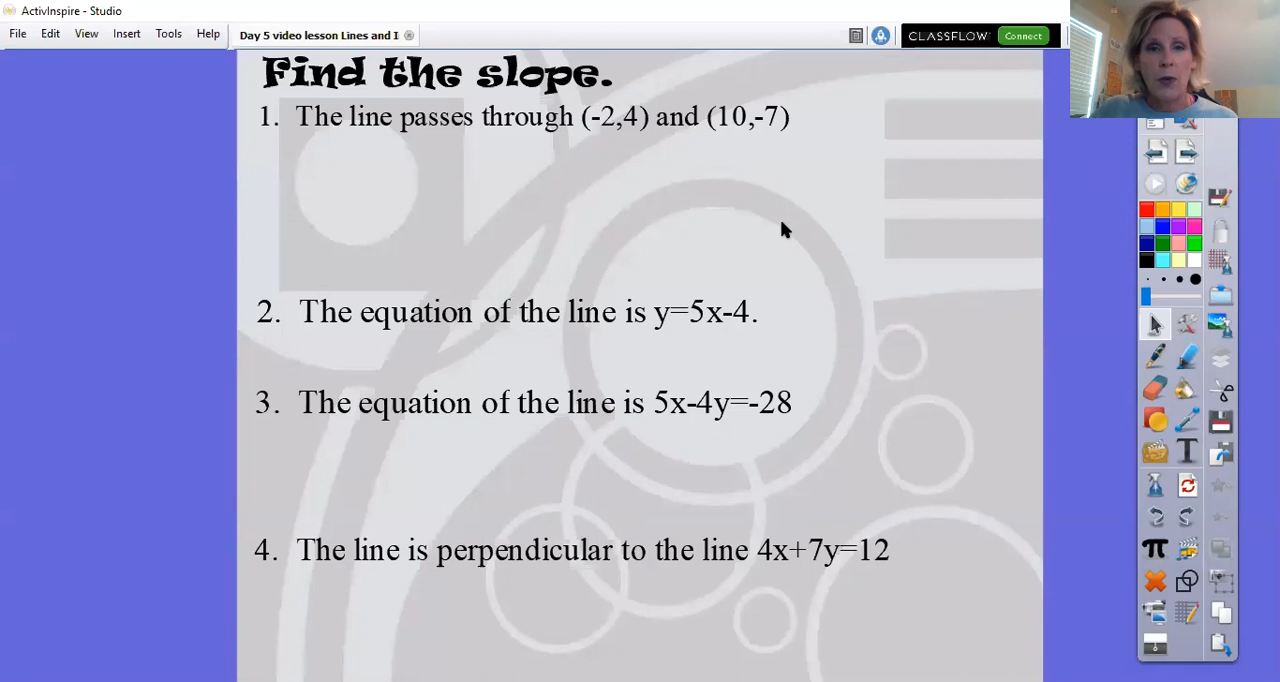 ActivInspire - Studio
File Edit View Insert Tools Help
Day 5 video lesson Lines and I
CLASSFLOW Connect
Find the slope.
1. The line passes through (-2,4) and (10,-7)
2. The equation of the line is y=5x-4.
3. The equation of the line is 5x-4y=-28
4. The line is perpendicular to the line 4x+7y=12